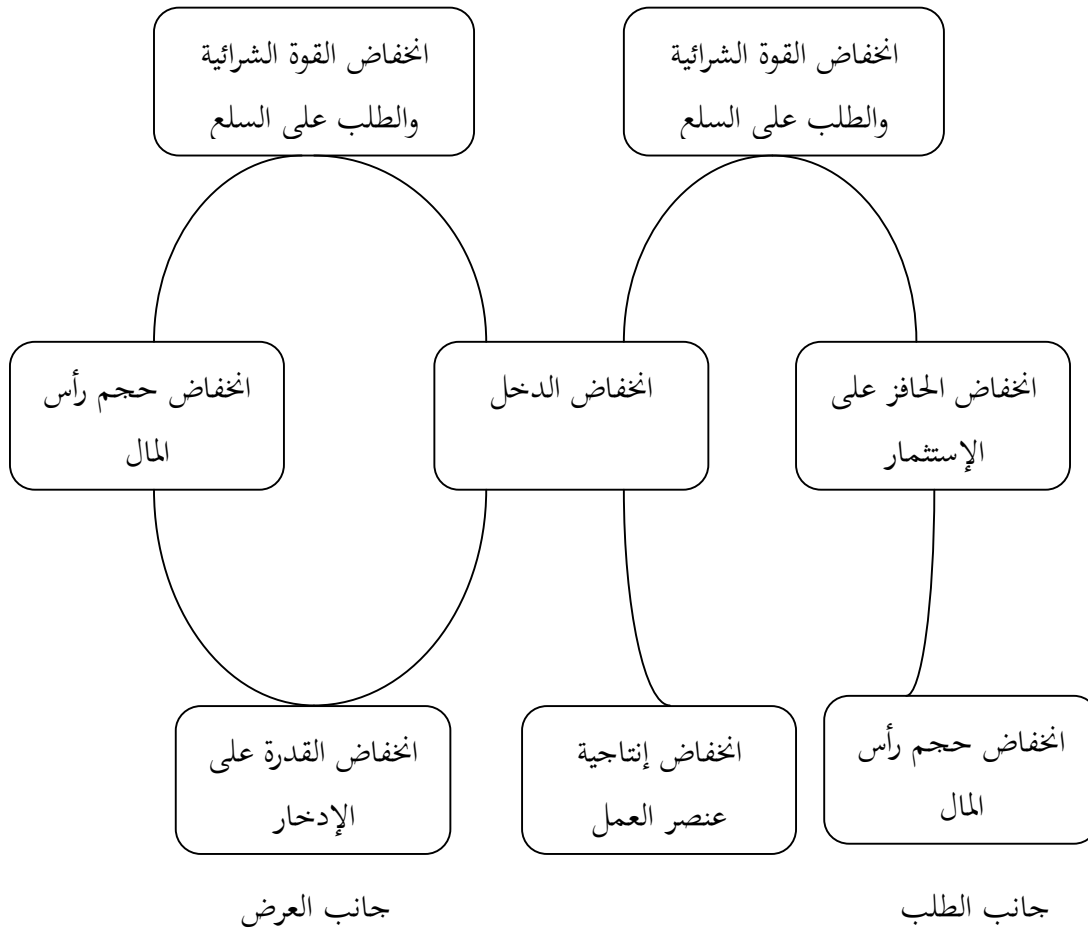 انخفاض القوة الشرائية
والطلب على السلع
انخفاض القوة الشرائية
والطلب على السلع
انخفاض الحافز على
الإستثمار
انخفاض الدخل
انخفاض حجم رأس
المال
انخفاض حجم رأس
المال
انخفاض إنتاجية
عنصر العمل
انخفاض القدرة على
الإدخار
جانب الطلب
جانب العرض